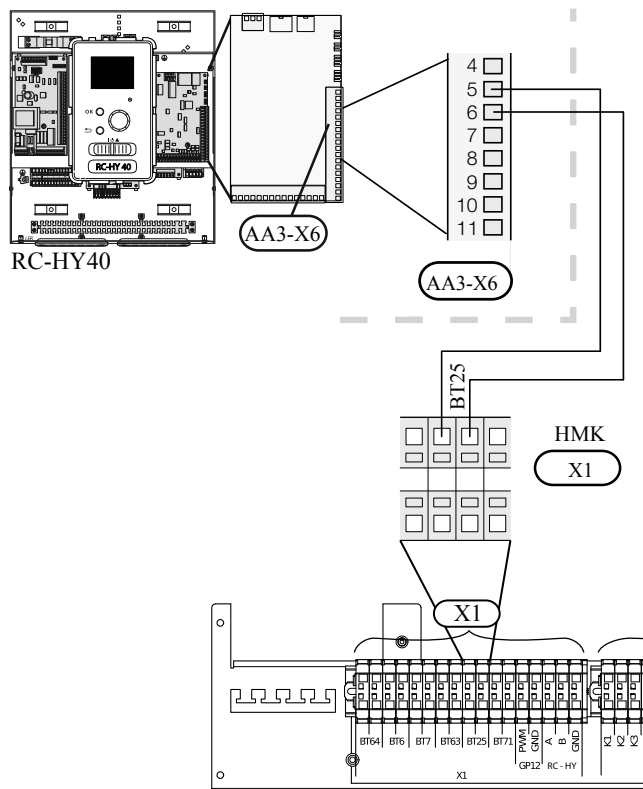 OK
RC-HY 40
RC-HY40
AA3-X6
4
5
6
7
8
9
10
11
AA3-X6
BT25
HMK
X1
X1
BT64 BT6 BT7 BT63 BT25 BT71 PWM GND A B GND K1 K2 K3
GP12 RC - HY
X1